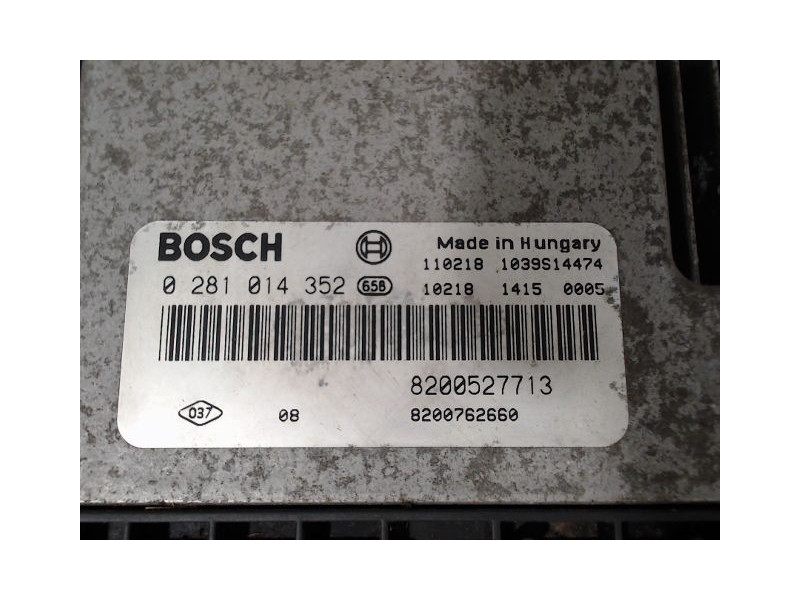 BOSCH
Made in Hungary
110218 1039S14474
0 281 014 352 658
10218 1415 0005
8200527713
037 08 8200762660